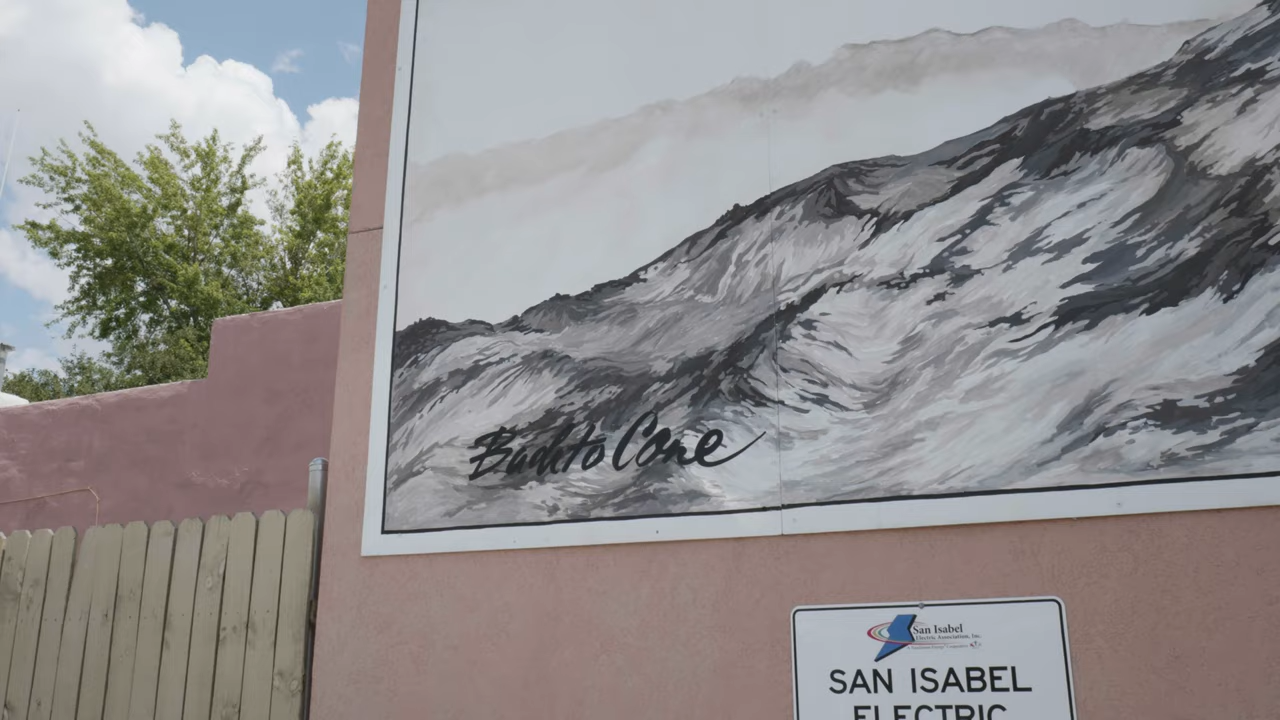 Badito Cone
San Isabel
Electric Association, Inc.
SAN ISABEL
ELECTRIC